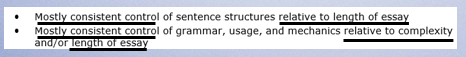 • Mostly consistent control of sentence structures relative to length of essay
• Mostly consistent control of grammar, usage, and mechanics relative to complexity
and/or length of essay